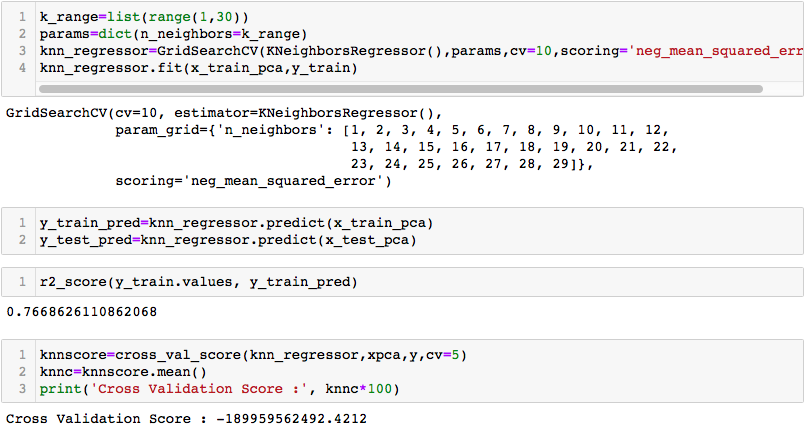 1 k_range=list(range(1,30))
2 params=dict(n_neighbors=k_range)
3 knn_regressor=GridSearchCV(KNeighborsRegressor(),params,cv=10,scoring='neg_mean_squared_err
4 knn_regressor.fit(x_train_pca,y_train)
GridSearchCV(cv=10, estimator=KNeighborsRegressor(),
param_grid={'n_neighbors': [1, 2, 3, 4, 5, 6, 7, 8, 9, 10, 11, 12,
13, 14, 15, 16, 17, 18, 19, 20, 21, 22,
23, 24, 25, 26, 27, 28, 29]},
scoring='neg_mean_squared_error')
1 y_train_pred=knn_regressor.predict(x_train_pca)
2 y_test_pred=knn_regressor.predict(x_test_pca)
1 r2_score(y_train.values, y_train_pred)
0.7668626110862068
1 knnscore=cross_val_score(knn_regressor,xpca,y,cv=5)
2 knnc=knnscore.mean()
3 print('Cross Validation Score :', knnc*100)
Cross Validation Score : -189959562492.4212